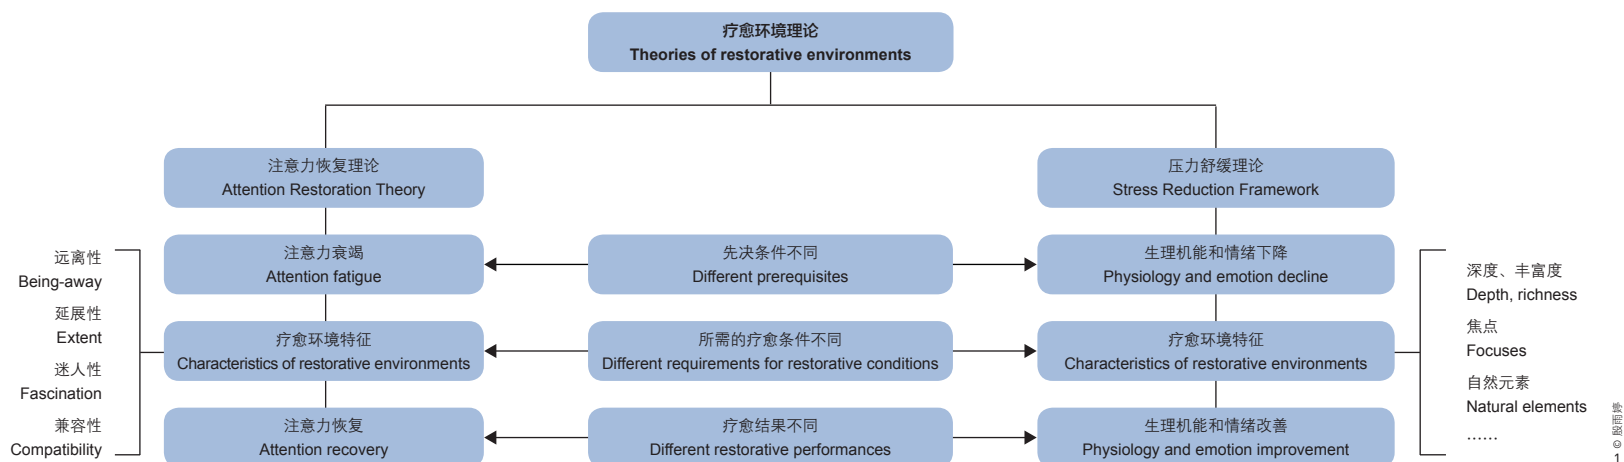 疗愈环境理论
Theories of restorative environments
注意力恢复理论
Attention Restoration Theory
压力舒缓理论
Stress Reduction Framework
远离性
Being-away
延展性
Extent
迷人性
Fascination
兼容性
Compatibility
注意力衰竭
Attention fatigue
先决条件不同
Different prerequisites
生理机能和情绪下降
Physiology and emotion decline
疗愈环境特征
Characteristics of restorative environments
所需的疗愈条件不同
Different requirements for restorative conditions
疗愈环境特征
Characteristics of restorative environments
注意力恢复
Attention recovery
疗愈结果不同
Different restorative performances
生理机能和情绪改善
Physiology and emotion improvement
深度、丰富度
Depth, richness
焦点
Focuses
自然元素
Natural elements
……
© 殷雨婷
1